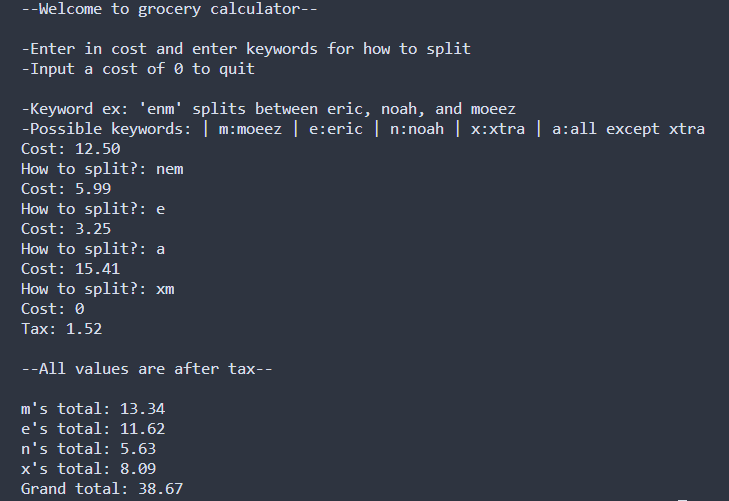 --Welcome to grocery calculator--
-Enter in cost and enter keywords for how to split
-Input a cost of 0 to quit
-Keyword ex: 'enm' splits between eric, noah, and moeez
-Possible keywords: | m:moeez | e:eric | n:noah | x:xtra | a:all except xtra
Cost: 12.50
How to split?: nem
Cost: 5.99
How to split?: e
Cost: 3.25
How to split?: a
Cost: 15.41
How to split?: xm
Cost: 0
Tax: 1.52
--All values are after tax--
m's total: 13.34
e's total: 11.62
n's total: 5.63
x's total: 8.09
Grand total: 38.67